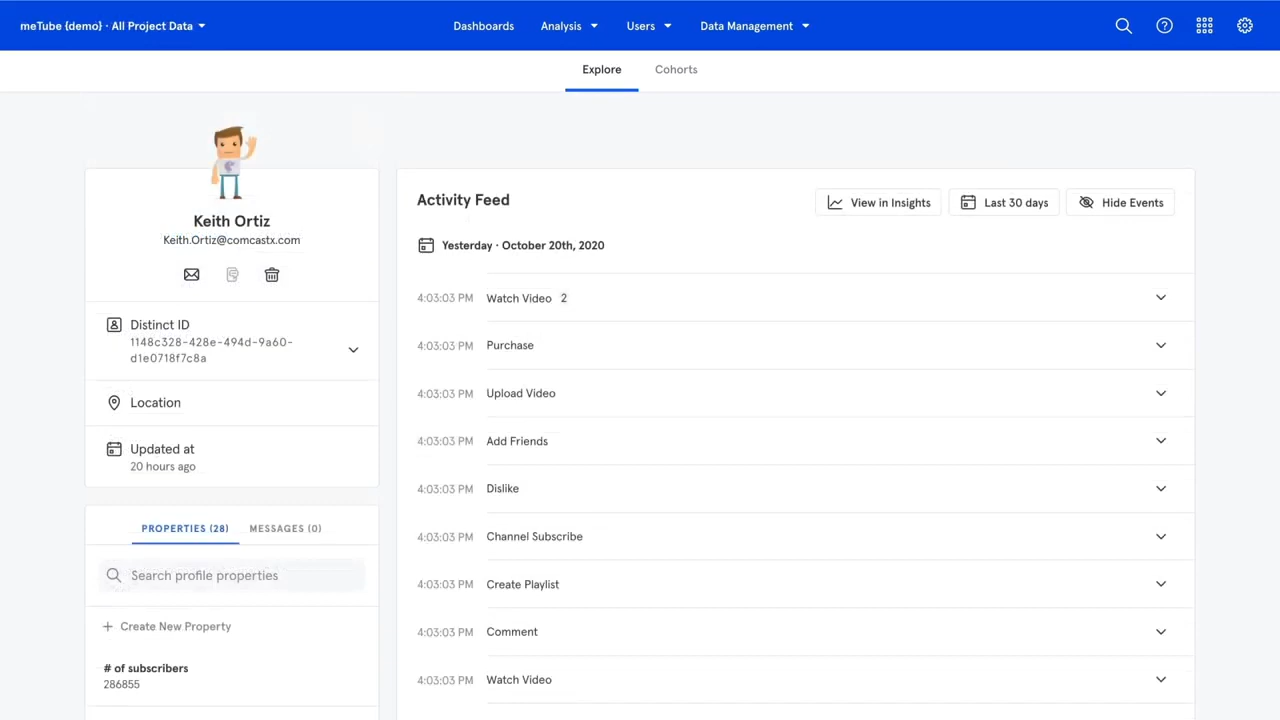 meTube {demo} · All Project Data
Dashboards
Analysis
Users
Data Management
Explore
Cohorts
Keith Ortiz
Keith.Ortiz@comcastx.com
Distinct ID
1148c328-428e-494d-9a60-
d1e0718f7c8a
Location
Updated at
20 hours ago
PROPERTIES (28)
MESSAGES (0)
Search profile properties
Create New Property
# of subscribers
286855
Activity Feed
View in Insights
Last 30 days
Hide Events
Yesterday · October 20th, 2020
4:03:03 PM Watch Video 2
4:03:03 PM Purchase
4:03:03 PM Upload Video
4:03:03 PM Add Friends
4:03:03 PM Dislike
4:03:03 PM Channel Subscribe
4:03:03 PM Create Playlist
4:03:03 PM Comment
4:03:03 PM Watch Video